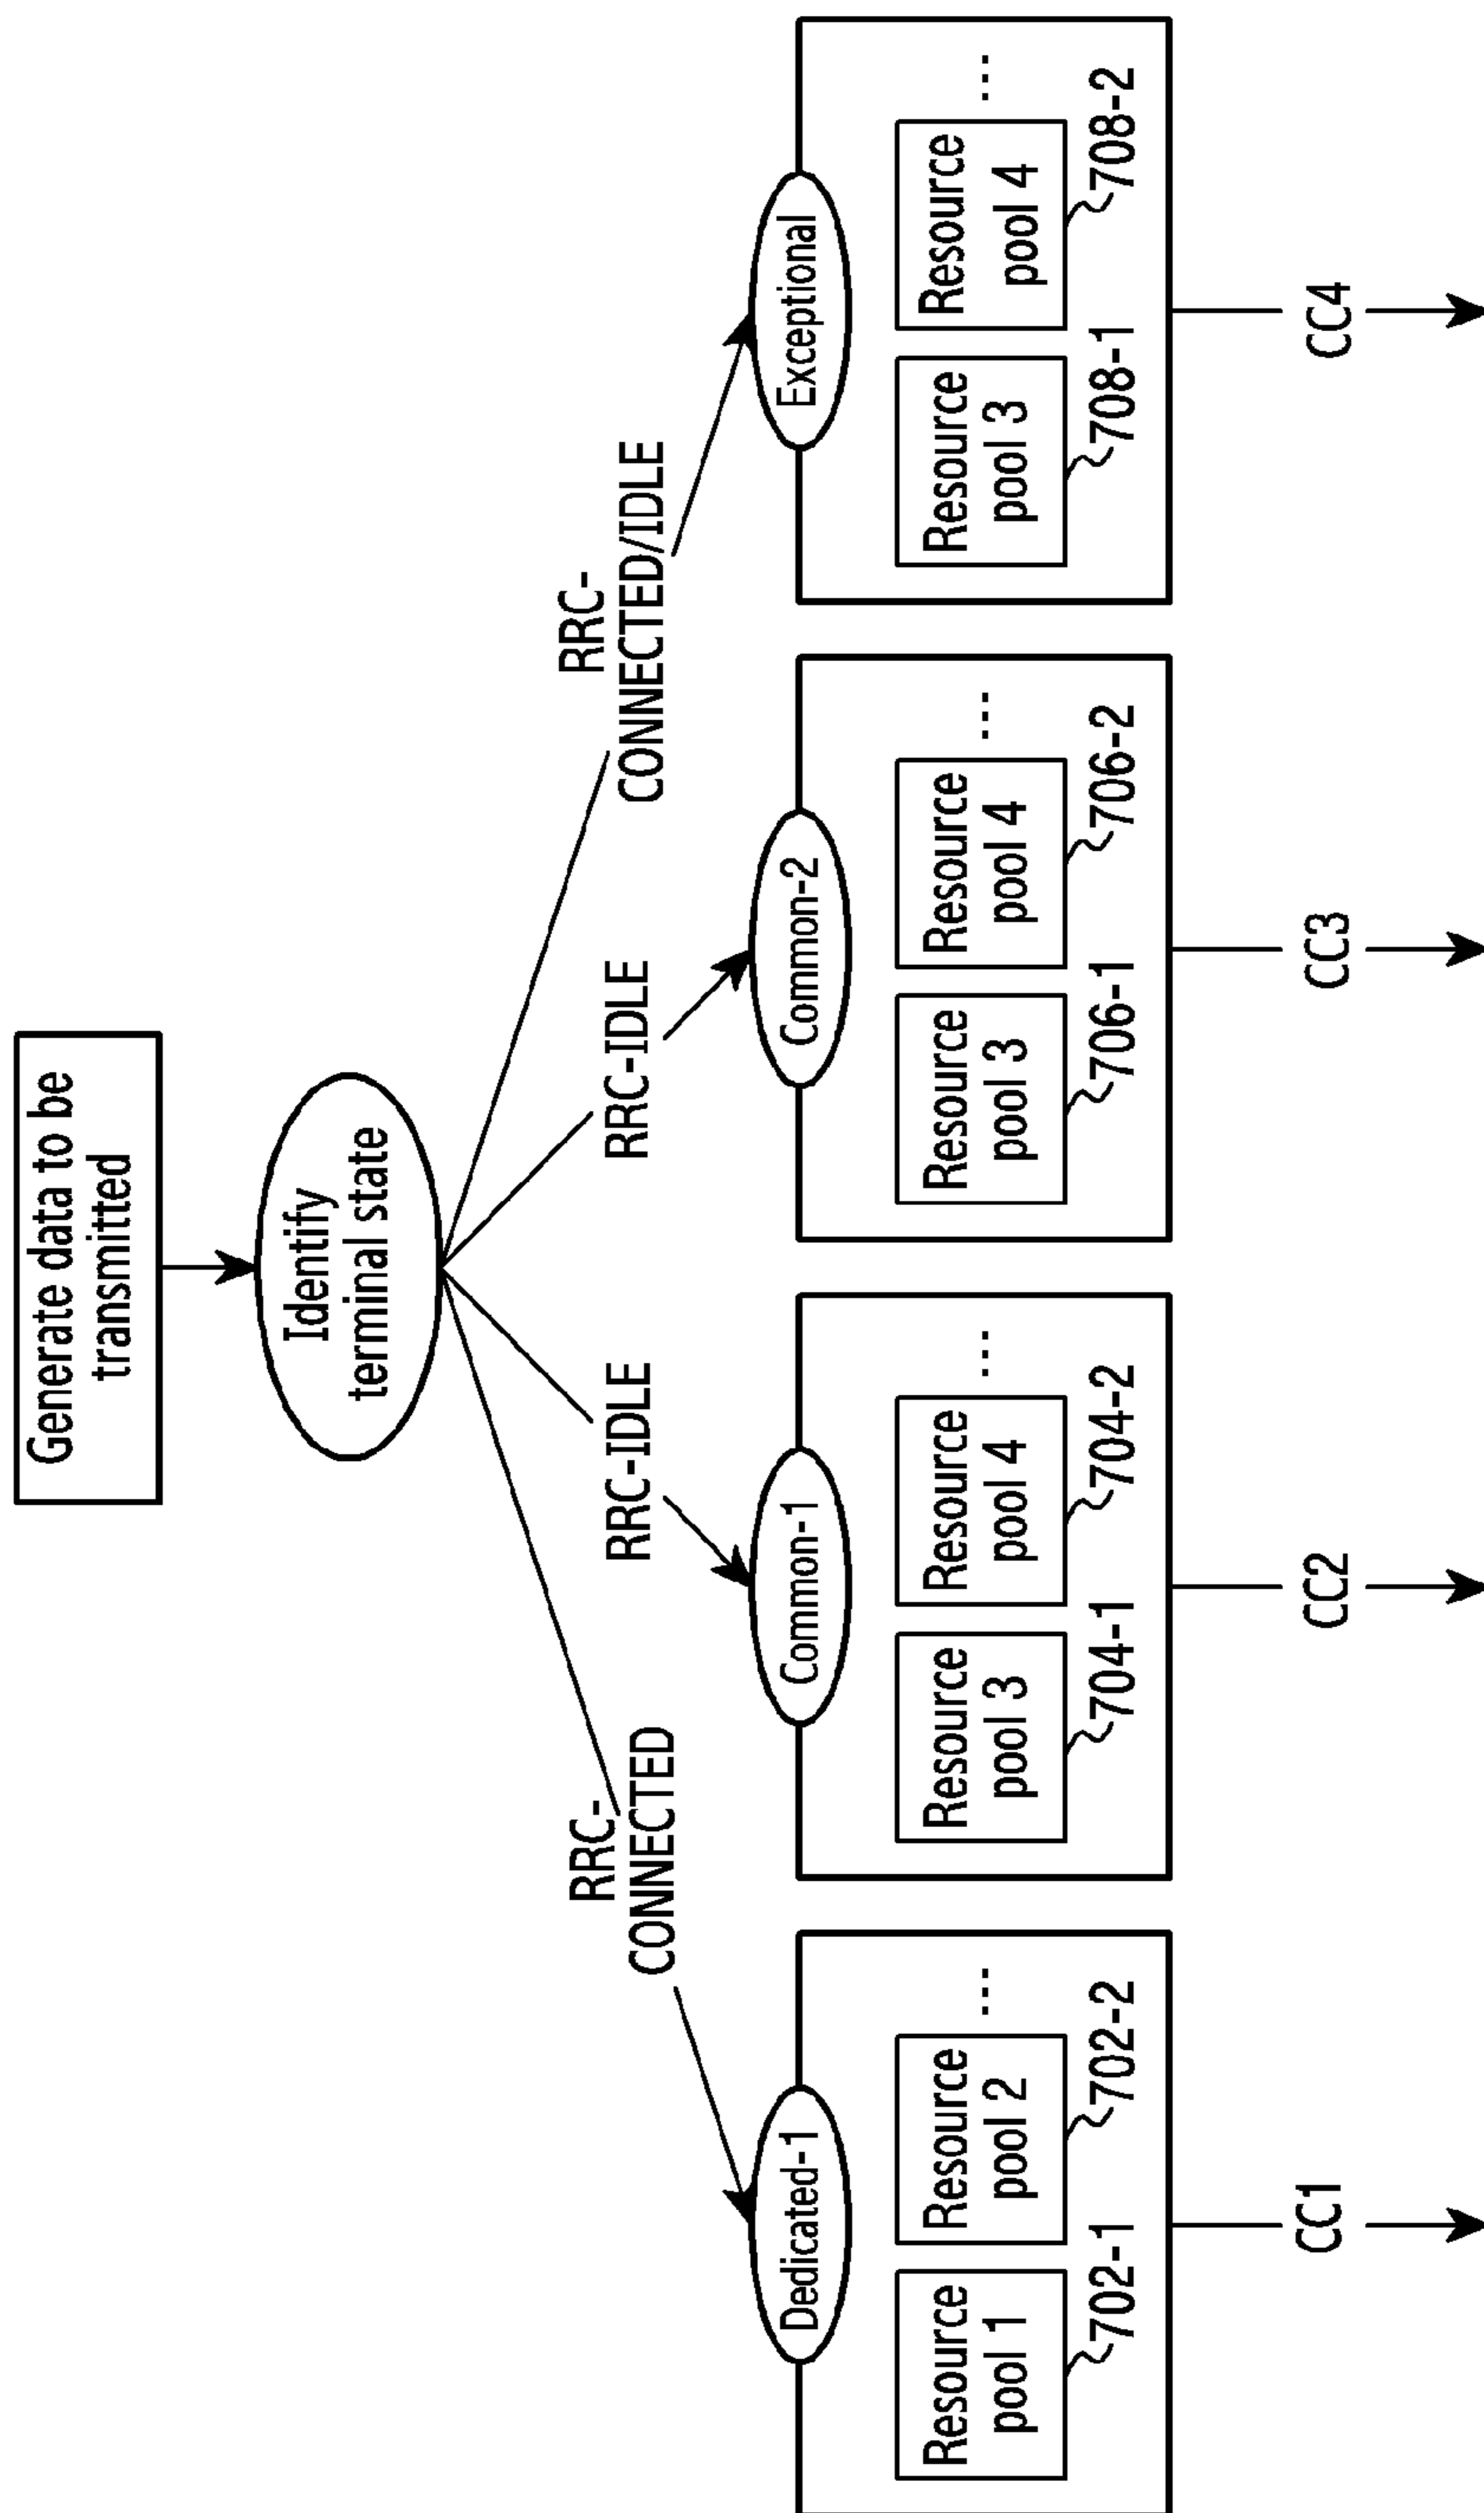 Generate data to be
transmitted
Identify
terminal state
RRC-
CONNECTED
RRC-IDLE
RRC-IDLE
RRC-
CONNECTED/IDLE
Dedicated-1
Resource
pool 1
702-1
Resource
pool 2
702-2
...
CC1
Common-1
Resource
pool 3
704-1
Resource
pool 4
704-2
...
CC2
Common-2
Resource
pool 3
706-1
Resource
pool 4
706-2
...
CC3
Exceptional
Resource
pool 3
708-1
Resource
pool 4
708-2
...
CC4